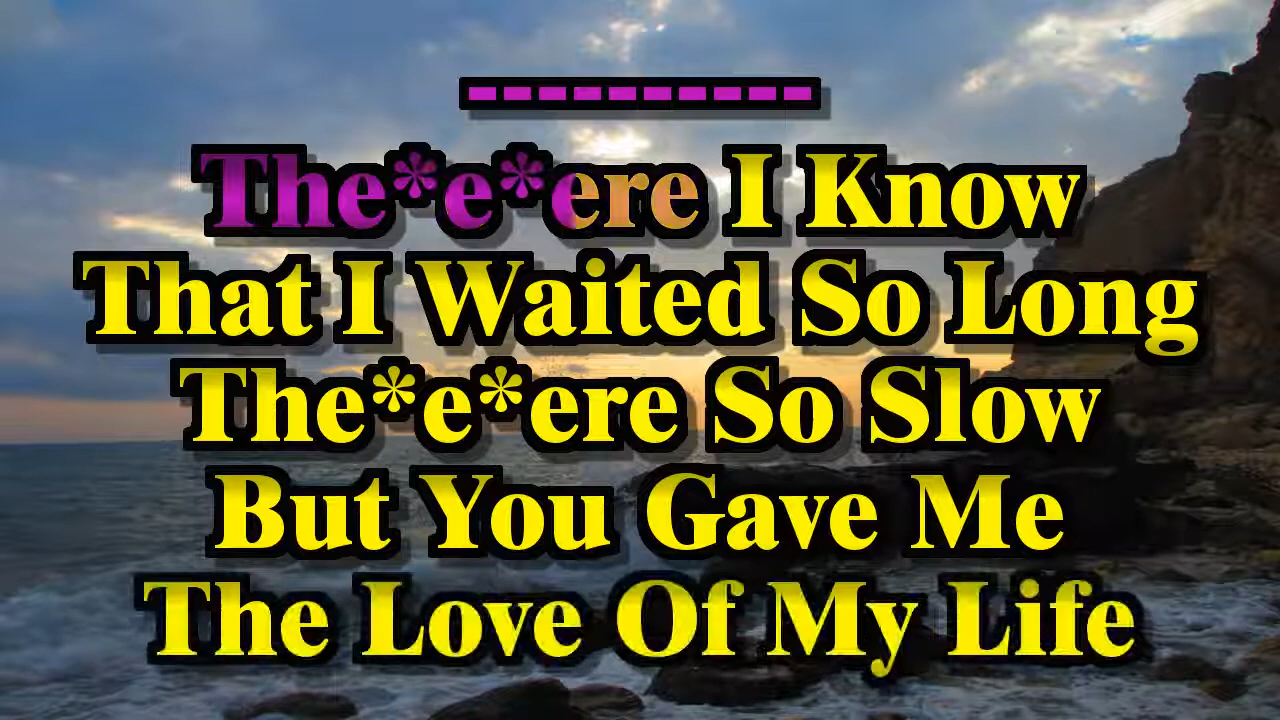 ----------
The*e*ere I Know
That I Waited So Long
The*e*ere So Slow
But You Gave Me
The Love Of My Life